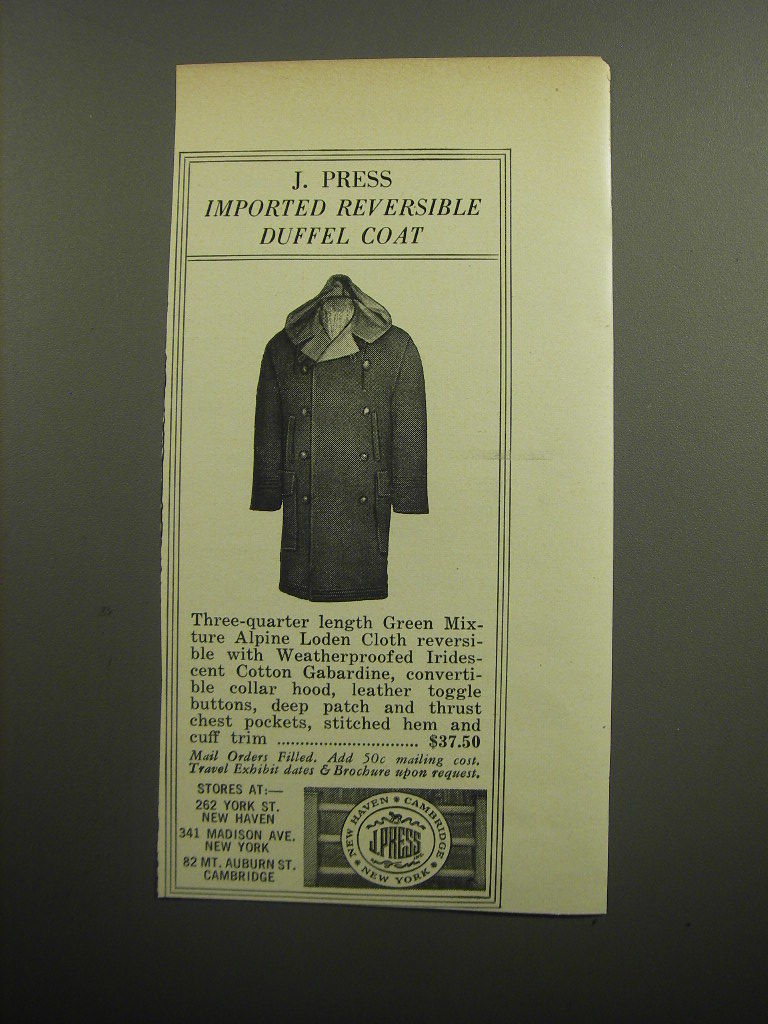 J. PRESS
IMPORTED REVERSIBLE
DUFFEL COAT
Three-quarter length Green Mix-
ture Alpine Loden Cloth reversi-
ble with Weatherproofed Irides-
cent Cotton Gabardine, converti-
ble collar hood, leather toggle
buttons, deep patch and thrust
chest pockets, stitched hem and
cuff trim ............................... $37.50
Mail Orders Filled. Add 50c mailing cost.
Travel Exhibit dates & Brochure upon request.
STORES AT:—
262 YORK ST.
NEW HAVEN
341 MADISON AVE.
NEW YORK
82 MT. AUBURN ST.
CAMBRIDGE
NEW HAVEN * CAMBRIDGE * NEW YORK *
J. PRESS